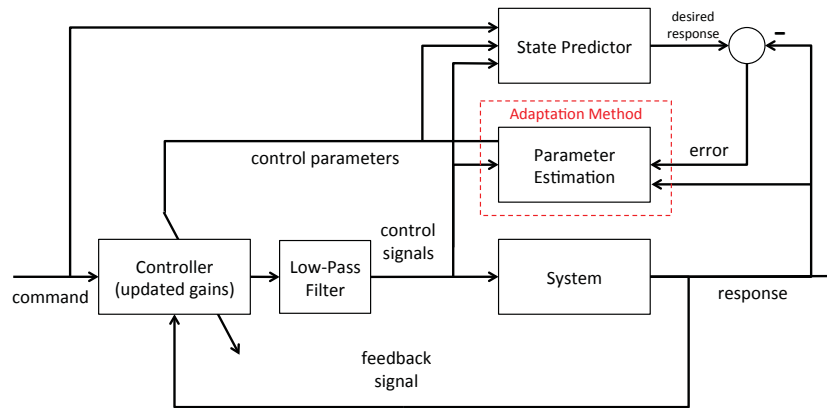 State Predictor
desired
response
–
Adaptation Method
Parameter
Estimation
error
control parameters
control
signals
Controller
(updated gains)
Low-Pass
Filter
System
command
response
feedback
signal